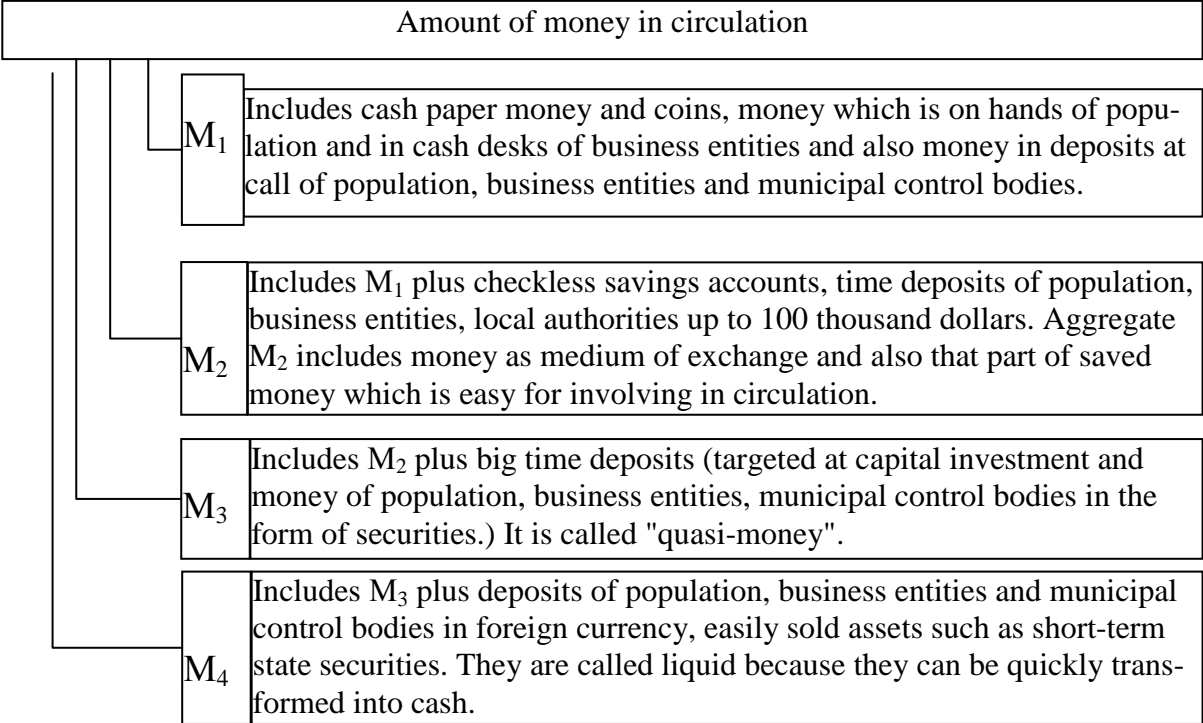 Amount of money in circulation
M₁
Includes cash paper money and coins, money which is on hands of popu-
lation and in cash desks of business entities and also money in deposits at
call of population, business entities and municipal control bodies.
M₂
Includes M₁ plus checkless savings accounts, time deposits of population,
business entities, local authorities up to 100 thousand dollars. Aggregate
M₂ includes money as medium of exchange and also that part of saved
money which is easy for involving in circulation.
M₃
Includes M₂ plus big time deposits (targeted at capital investment and
money of population, business entities, municipal control bodies in the
form of securities.) It is called "quasi-money".
M₄
Includes M₃ plus deposits of population, business entities and municipal
control bodies in foreign currency, easily sold assets such as short-term
state securities. They are called liquid because they can be quickly trans-
formed into cash.